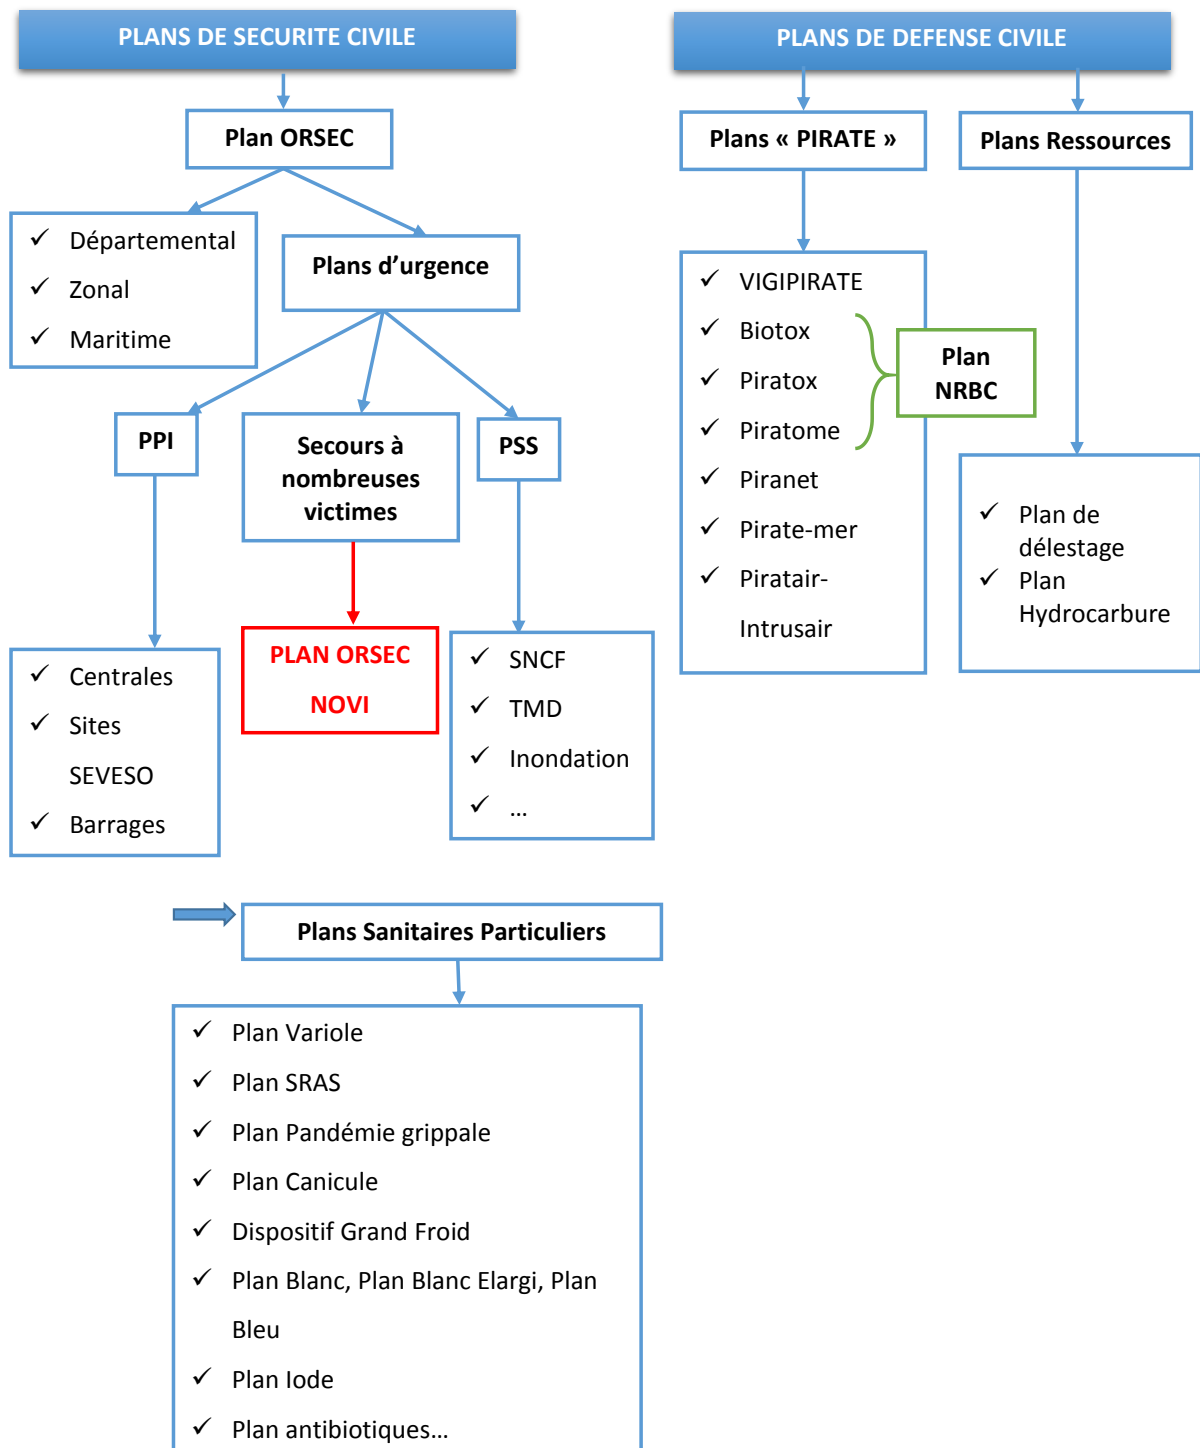 PLANS DE SECURITE CIVILE
Plan ORSEC
Départemental
Zonal
Maritime
Plans d’urgence
PPI
Secours à
nombreuses
victimes
PSS
Centrales
Sites
SEVESO
Barrages
PLAN ORSEC
NOVI
SNCF
TMD
Inondation
...
PLANS DE DEFENSE CIVILE
Plans « PIRATE »
Plans Ressources
VIGIPIRATE
Biotox
Piratox
Piratome
Piranet
Pirate-mer
Piratair-
Intrusair
Plan
NRBC
Plan de
délestage
Plan
Hydrocarbure
Plans Sanitaires Particuliers
Plan Variole
Plan SRAS
Plan Pandémie grippale
Plan Canicule
Dispositif Grand Froid
Plan Blanc, Plan Blanc Elargi, Plan
Bleu
Plan Iode
Plan antibiotiques...